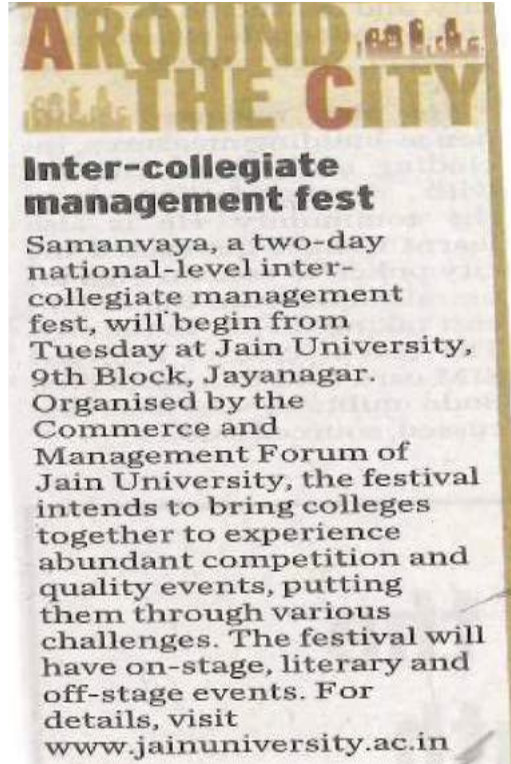 AROUND
THE CITY
Inter-collegiate
management fest
Samanvaya, a two-day
national-level inter-
collegiate management
fest, will begin from
Tuesday at Jain University,
9th Block, Jayanagar.
Organised by the
Commerce and
Management Forum of
Jain University, the festival
intends to bring colleges
together to experience
abundant competition and
quality events, putting
them through various
challenges. The festival will
have on-stage, literary and
off-stage events. For
details, visit
www.jainuniversity.ac.in